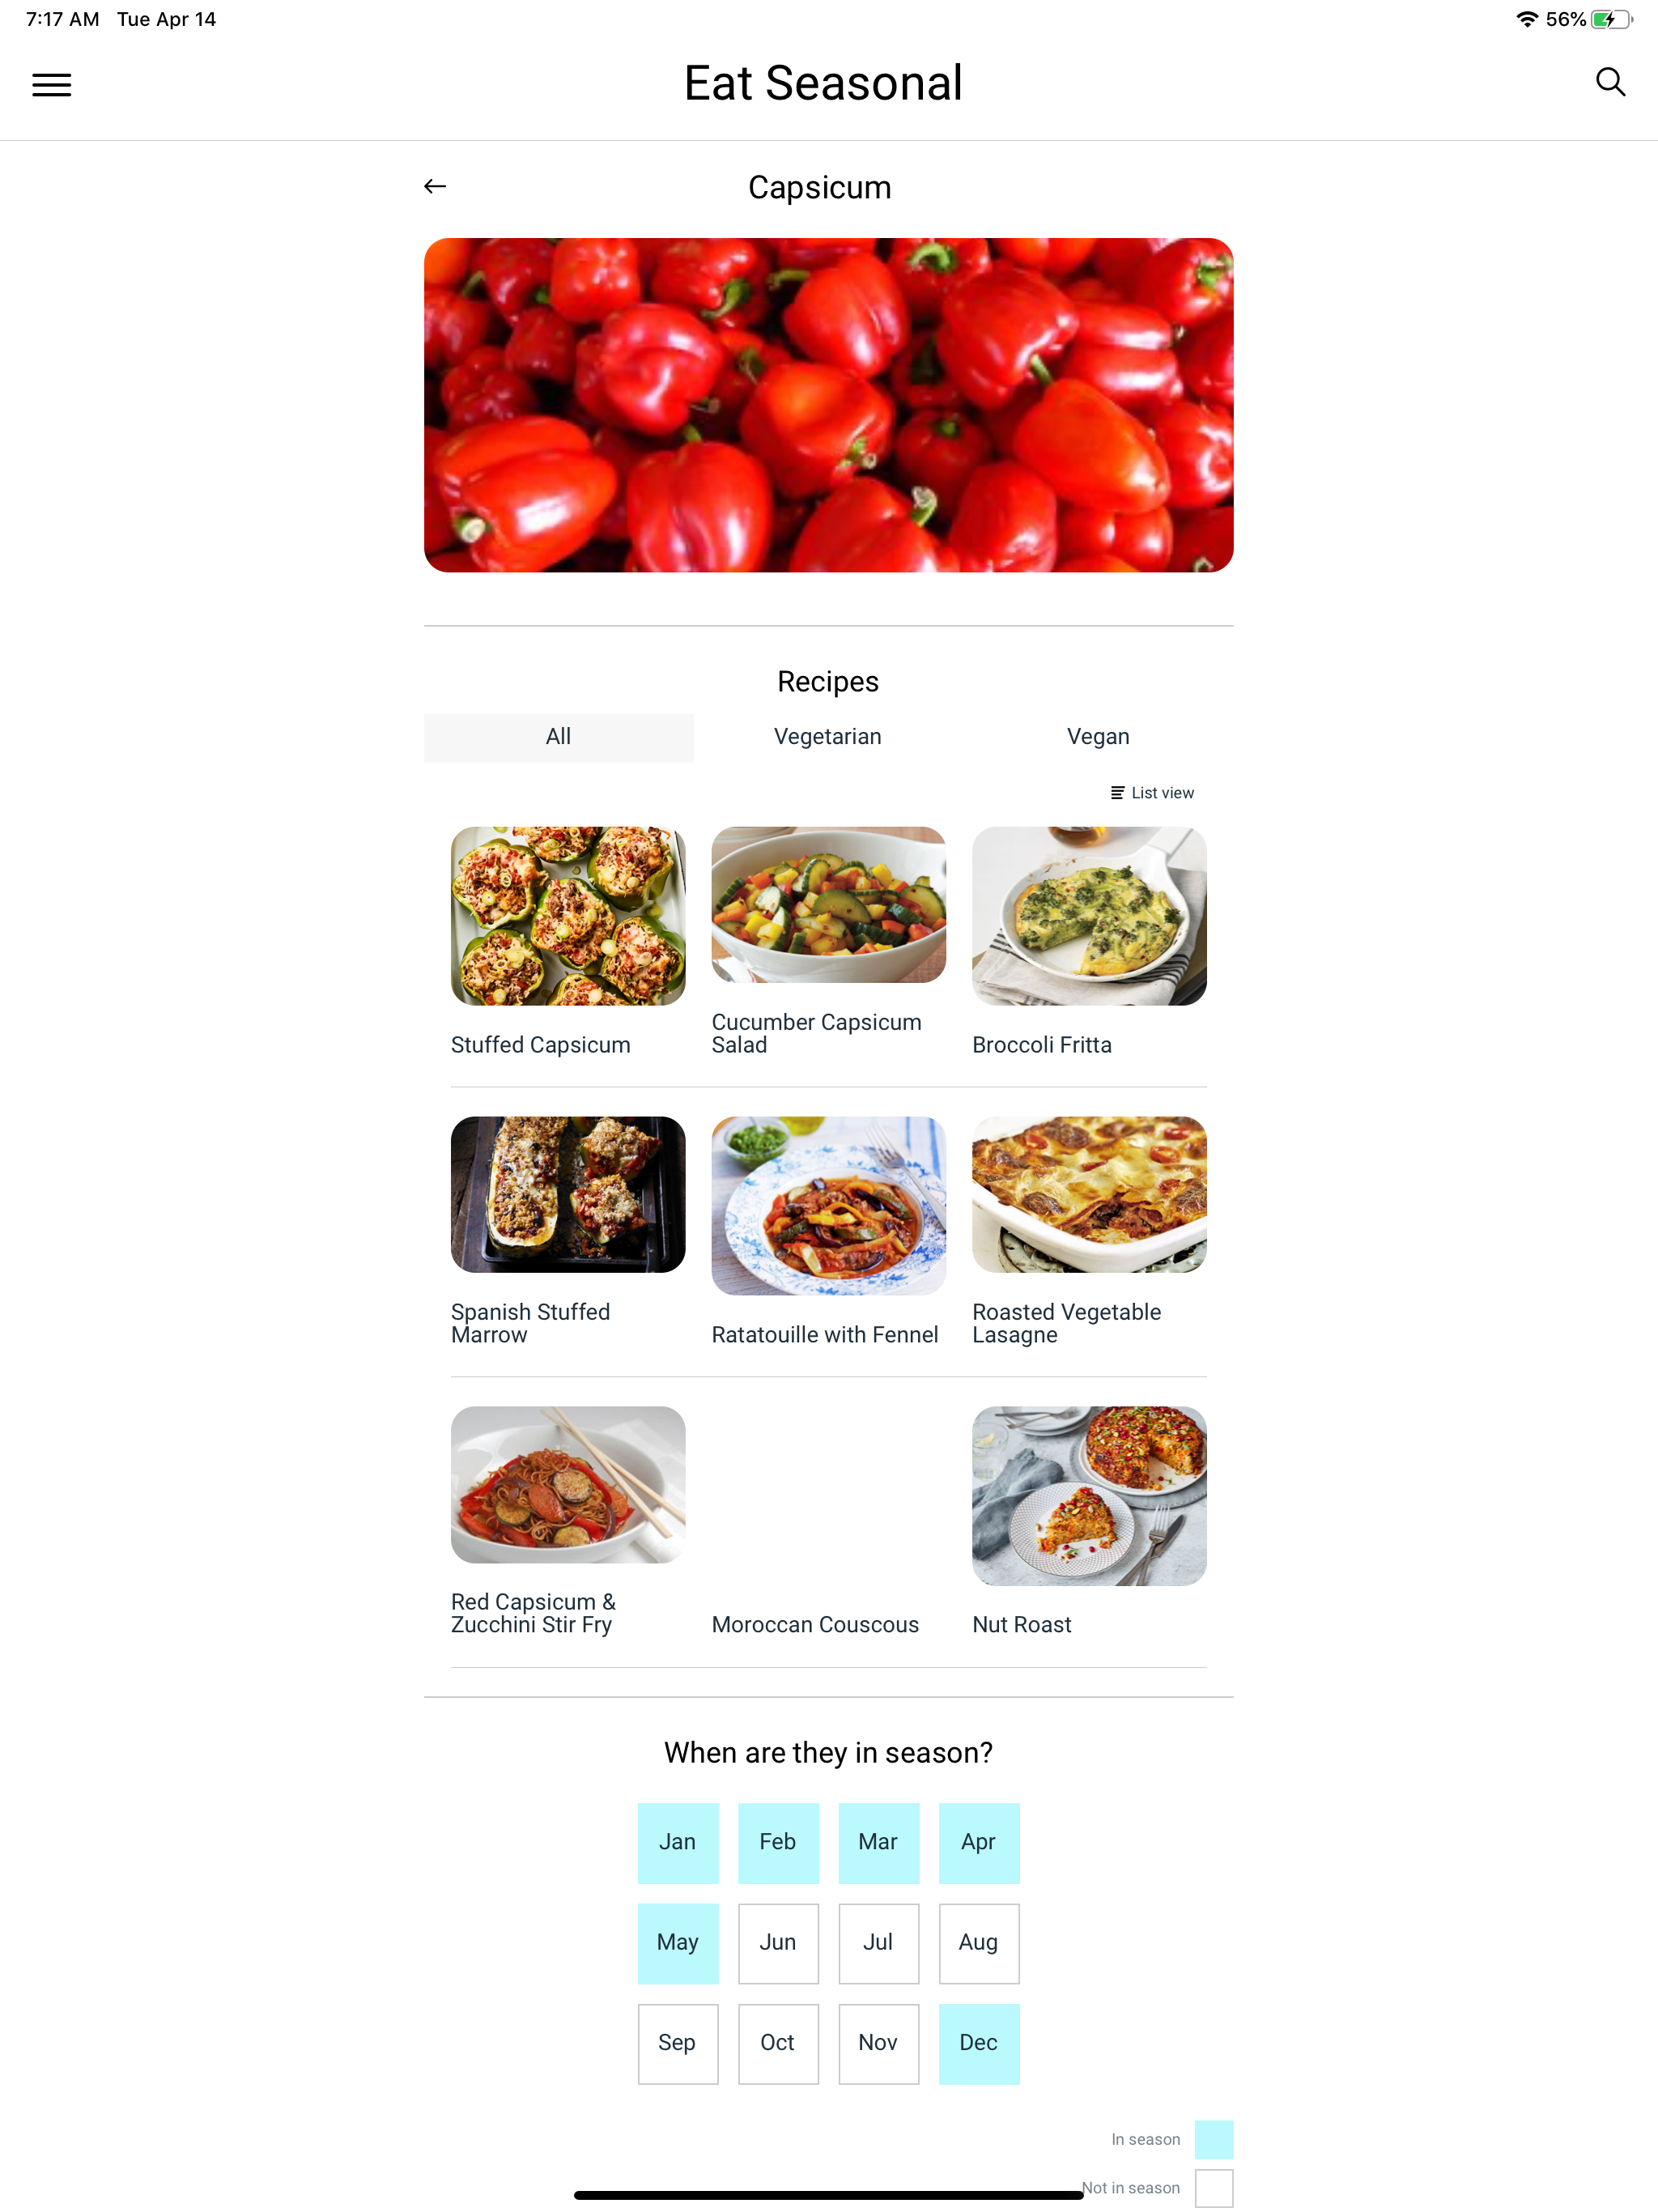 7:17 AM Tue Apr 14
56%
Eat Seasonal
Capsicum
Recipes
All Vegetarian Vegan
List view
Stuffed Capsicum
Cucumber Capsicum
Salad
Broccoli Fritta
Spanish Stuffed
Marrow
Ratatouille with Fennel
Roasted Vegetable
Lasagne
Red Capsicum &
Zucchini Stir Fry
Moroccan Couscous
Nut Roast
When are they in season?
Jan Feb Mar Apr
May Jun Jul Aug
Sep Oct Nov Dec
In season
Not in season